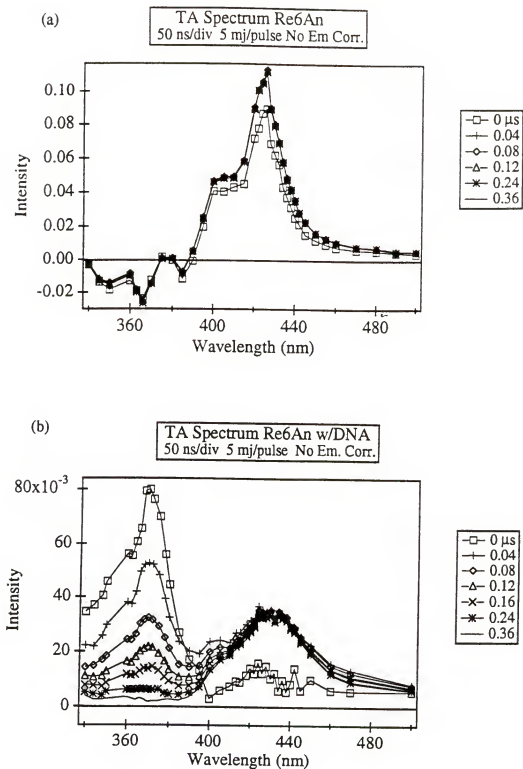 (a)
TA Spectrum Re6An
50 ns/div 5 mj/pulse No Em Corr.
0.10
0.08
0.06
0.04
0.02
0.00
-0.02
Intensity
360
400
440
480
Wavelength (nm)
0 µs
0.04
0.08
0.12
0.24
0.36
(b)
TA Spectrum Re6An w/DNA
50 ns/div 5 mj/pulse No Em. Corr.
80x10-3
60
40
20
0
Intensity
360
400
440
480
Wavelength (nm)
0 µs
0.04
0.08
0.12
0.16
0.24
0.36